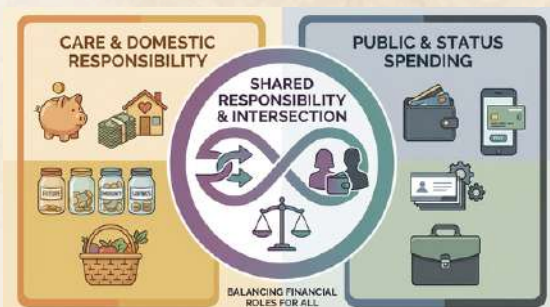 CARE & DOMESTIC
RESPONSIBILITY
SHARED
RESPONSIBILITY
& INTERSECTION
PUBLIC & STATUS
SPENDING
BALANCING FINANCIAL
ROLES FOR ALL